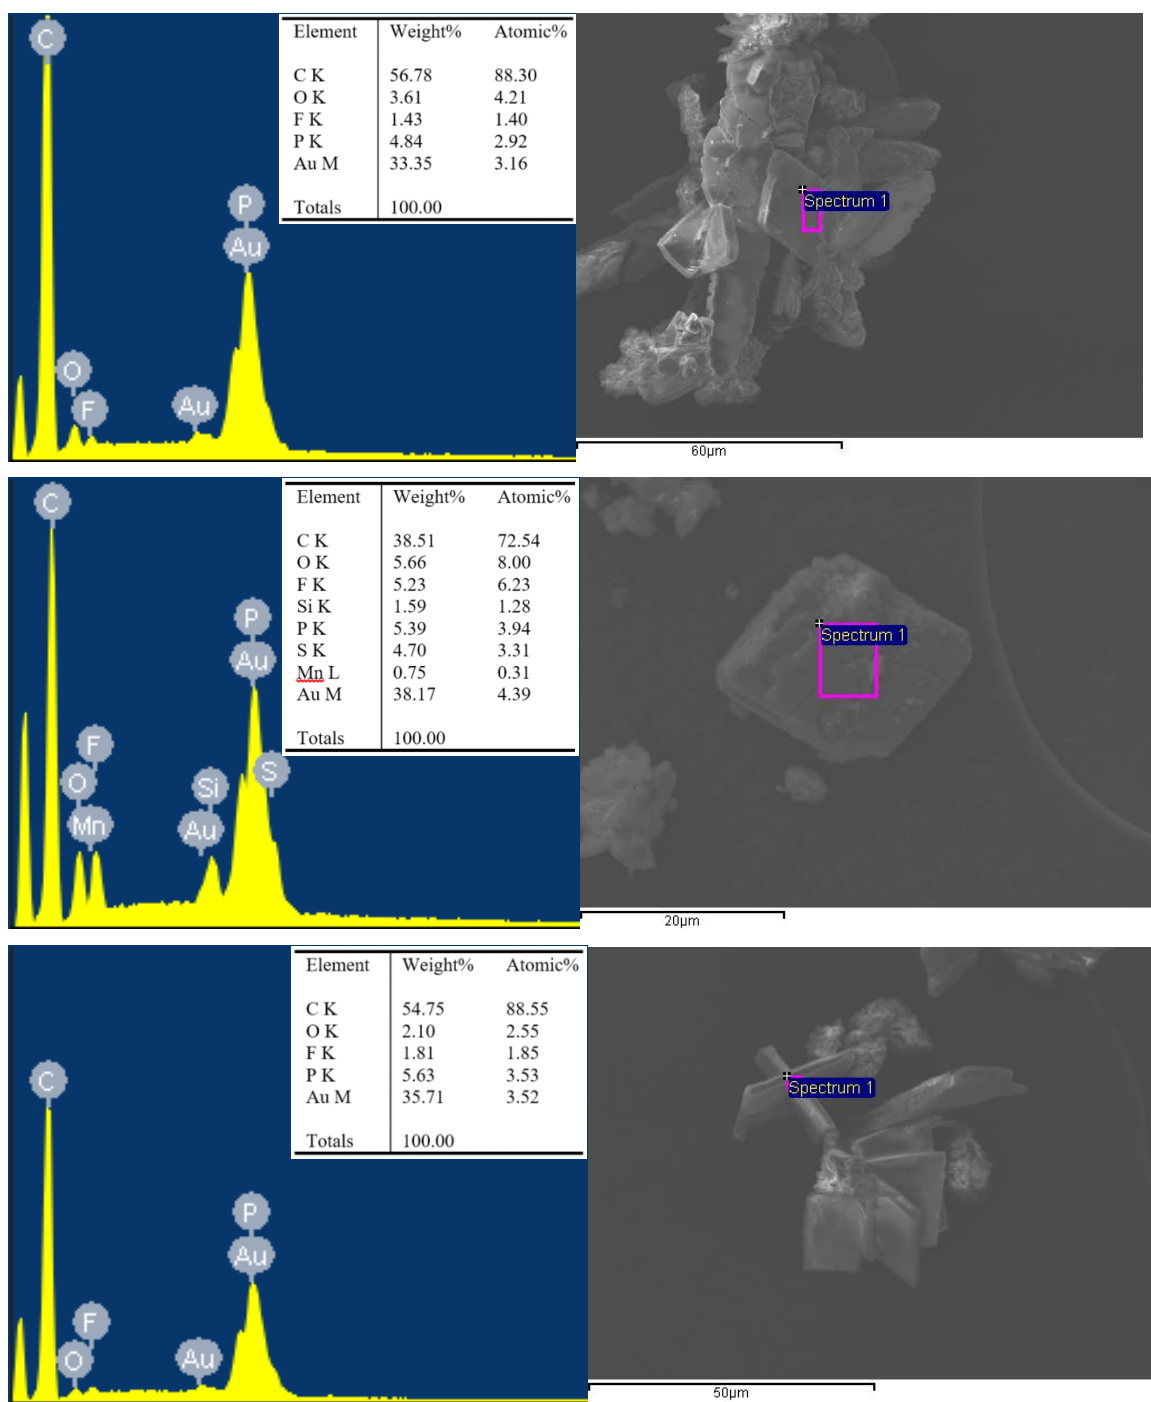 C
O
F
Au
P
Au
Element Weight% Atomic%
C K 56.78 88.30
O K 3.61 4.21
F K 1.43 1.40
P K 4.84 2.92
Au M 33.35 3.16
Totals 100.00
Spectrum 1
60µm
C
F
O
Mn
Si
Au
P
Au
S
Element Weight% Atomic%
C K 38.51 72.54
O K 5.66 8.00
F K 5.23 6.23
Si K 1.59 1.28
P K 5.39 3.94
S K 4.70 3.31
Mn L 0.75 0.31
Au M 38.17 4.39
Totals 100.00
Spectrum 1
20µm
C
F
O
Au
P
Au
Element Weight% Atomic%
C K 54.75 88.55
O K 2.10 2.55
F K 1.81 1.85
P K 5.63 3.53
Au M 35.71 3.52
Totals 100.00
Spectrum 1
50µm